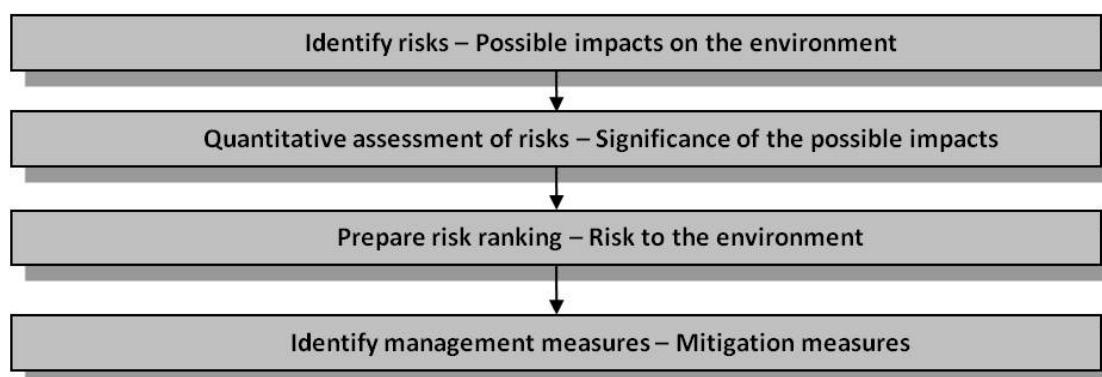 Identify risks – Possible impacts on the environment
Quantitative assessment of risks – Significance of the possible impacts
Prepare risk ranking – Risk to the environment
Identify management measures – Mitigation measures